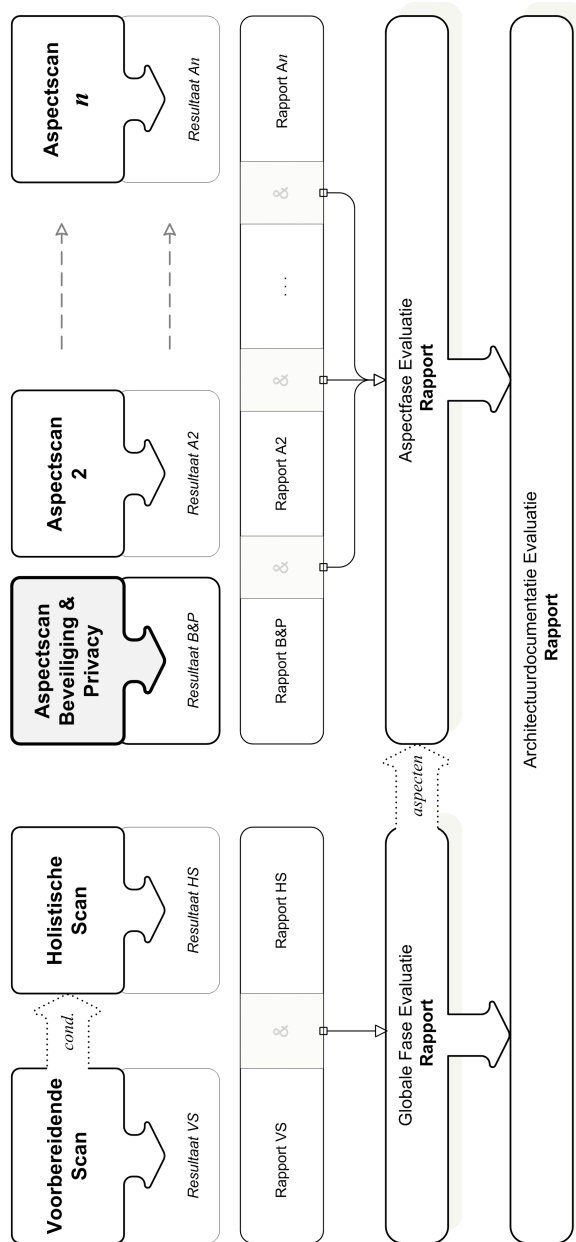 Voorbereidende
Scan
cond.
Holistische
Scan
Aspectscan
Beveiliging &
Privacy
Aspectscan
2
Aspectscan
n
Resultaat VS
Resultaat HS
Resultaat B&P
Resultaat A2
Resultaat An
Rapport VS
&
Rapport HS
Rapport B&P
&
Rapport A2
&
. . .
&
Rapport An
Globale Fase Evaluatie
Rapport
aspecten
Aspectfase Evaluatie
Rapport
Architectuurdocumentatie Evaluatie
Rapport